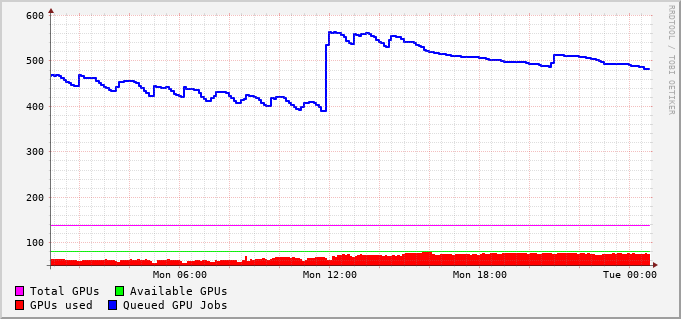 600
500
400
300
200
100
Mon 06:00 Mon 12:00 Mon 18:00 Tue 00:00
Total GPUs Available GPUs
GPUs used Queued GPU Jobs
RRDTOOL / TOBI OETIKER